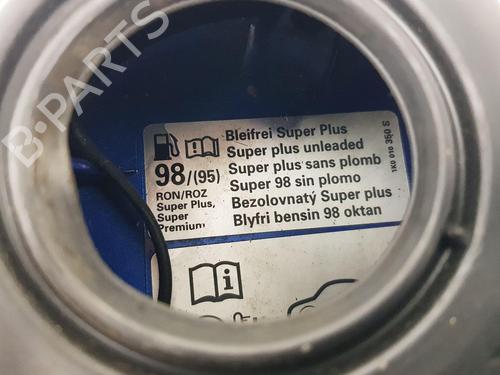 B-PARTS
98/(95)
RON/ROZ
Super Plus,
Super
Premium
Bleifrei Super Plus
Super plus unleaded
Super plus sans plomb
Super 98 sin plomo
Bezolovnatý Super plus
Blyfri bensin 98 oktan
1K0 010 350 S